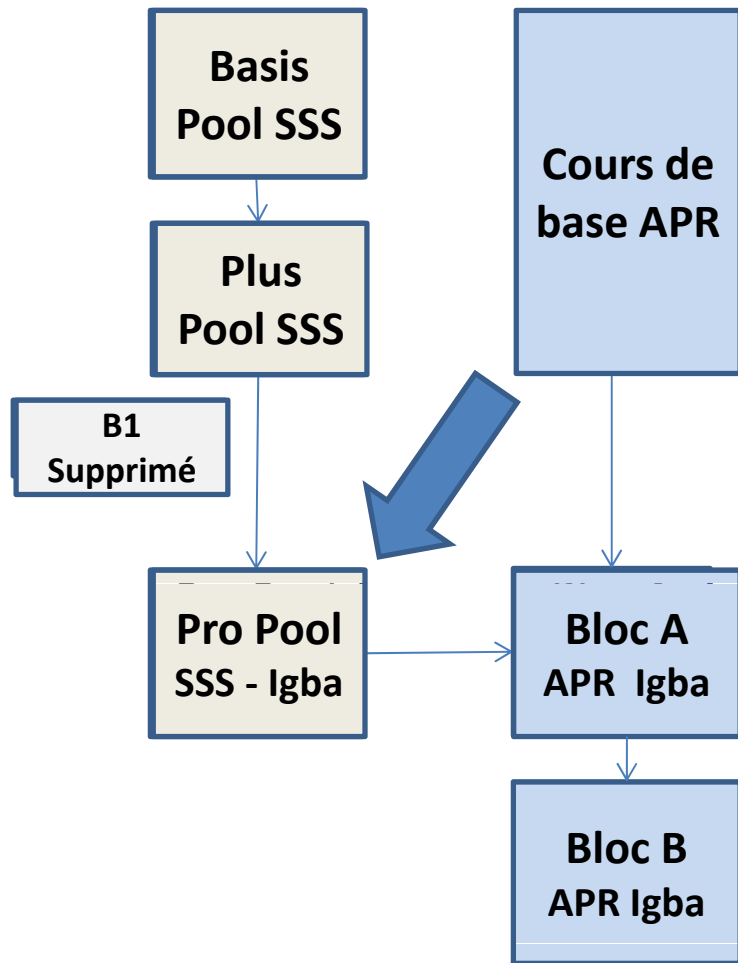 Basis
Pool SSS
Cours de
base APR
Plus
Pool SSS
B1
Supprimé
Pro Pool
SSS - Igba
Bloc A
APR Igba
Bloc B
APR Igba